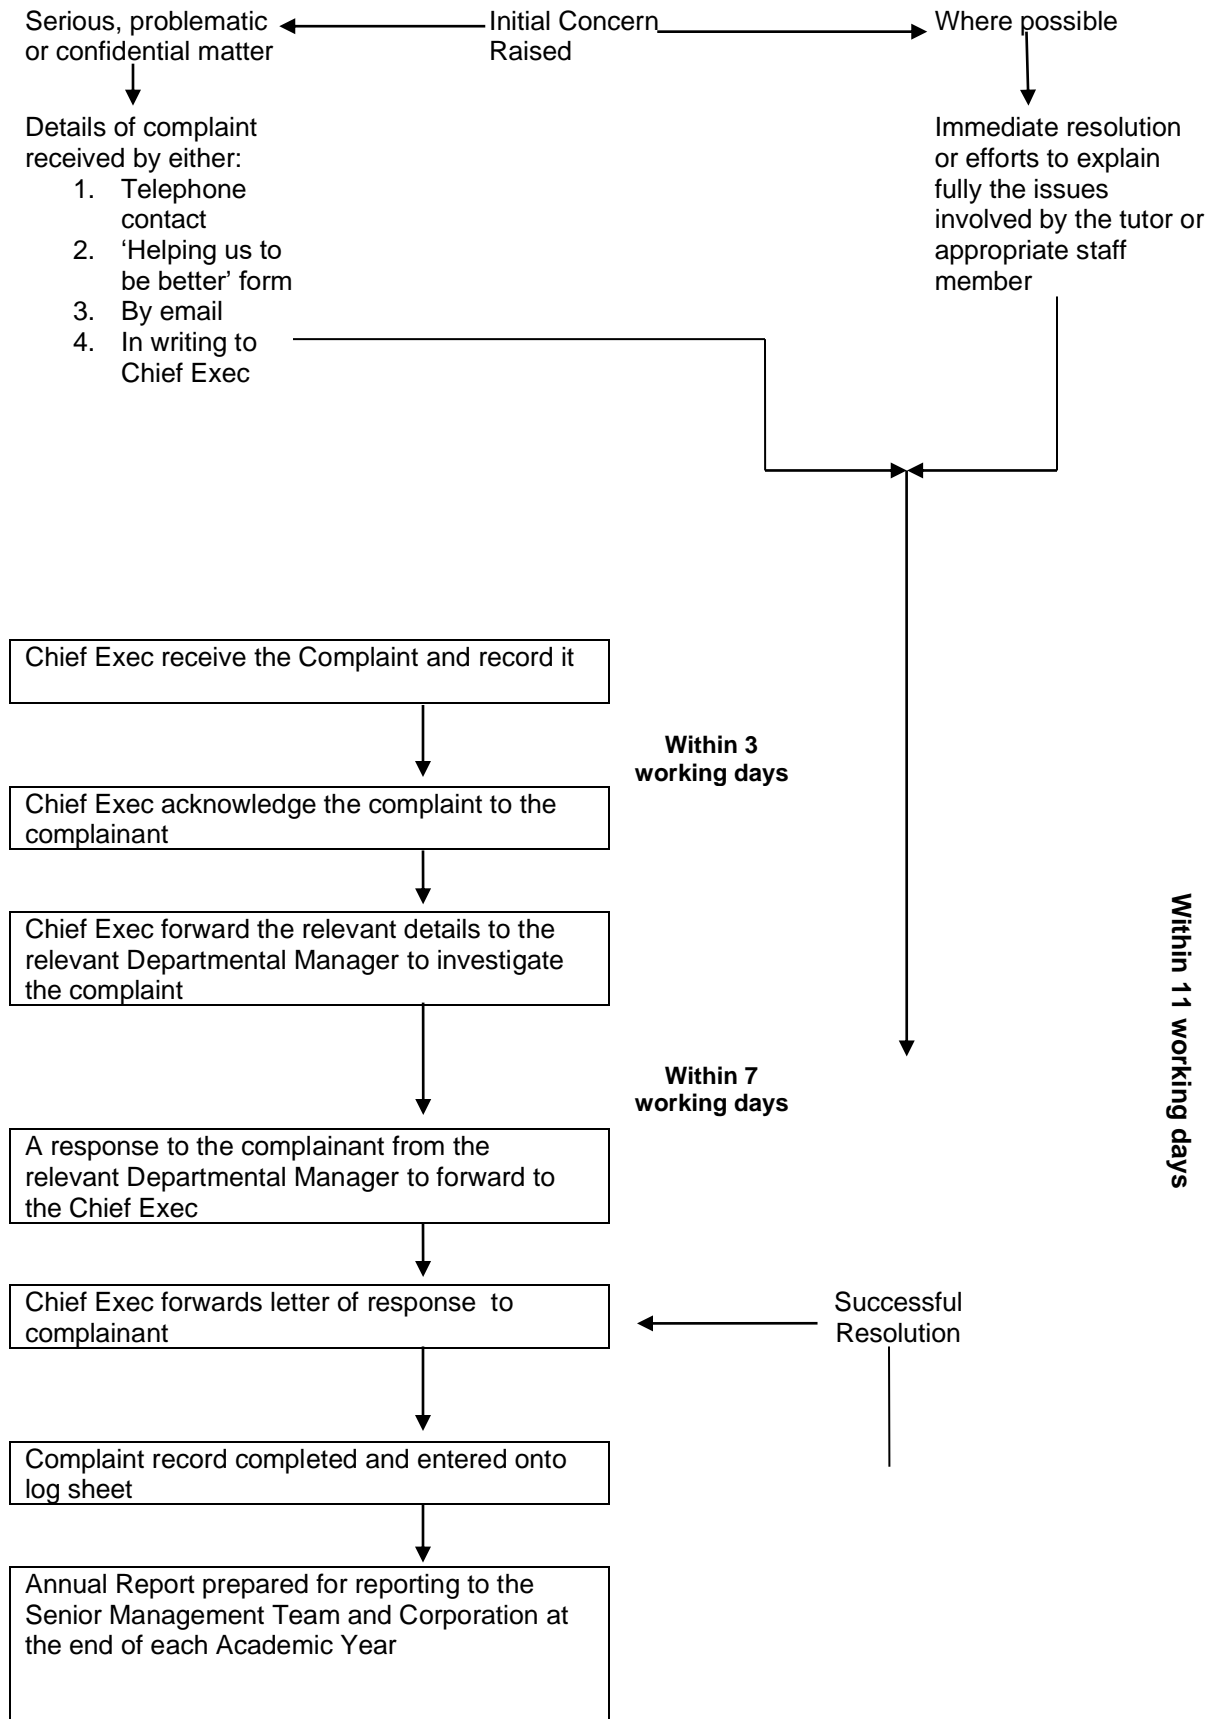 Serious, problematic
or confidential matter
Initial Concern
Raised
Where possible
Details of complaint
received by either:
1. Telephone
contact
2. ‘Helping us to
be better’ form
3. By email
4. In writing to
Chief Exec
Immediate resolution
or efforts to explain
fully the issues
involved by the tutor or
appropriate staff
member
Chief Exec receive the Complaint and record it
Within 3
working days
Chief Exec acknowledge the complaint to the
complainant
Chief Exec forward the relevant details to the
relevant Departmental Manager to investigate
the complaint
Within 11 working days
Within 7
working days
A response to the complainant from the
relevant Departmental Manager to forward to
the Chief Exec
Chief Exec forwards letter of response  to
complainant
Successful
Resolution
Complaint record completed and entered onto
log sheet
Annual Report prepared for reporting to the
Senior Management Team and Corporation at
the end of each Academic Year